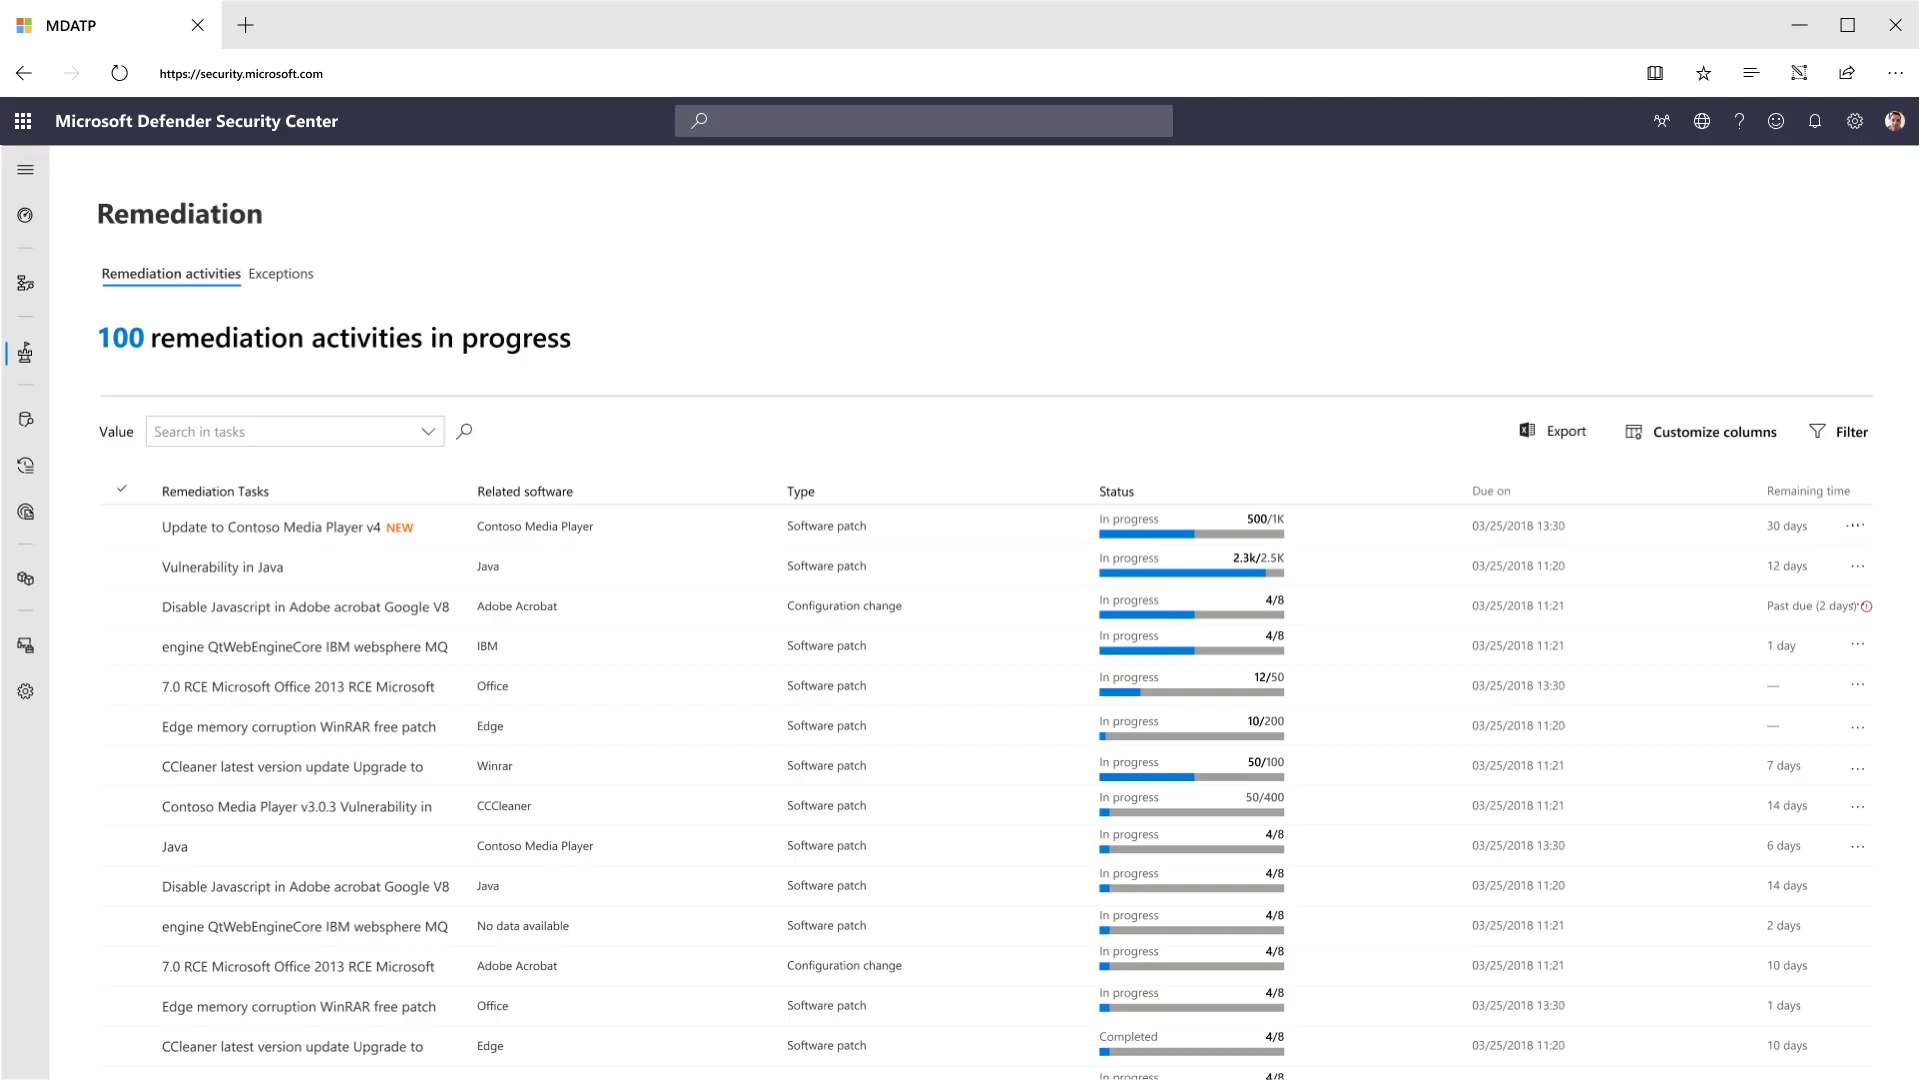 MDATP
https://security.microsoft.com
Microsoft Defender Security Center
Remediation
Remediation activities Exceptions
100 remediation activities in progress
Value Search in tasks Export Customize columns Filter
Remediation Tasks Related software Type Status Due on Remaining time
Update to Contoso Media Player v4 NEW Contoso Media Player Software patch In progress 500/1K 03/25/2018 13:30 30 days
Vulnerability in Java Java Software patch In progress 2.3k/2.5K 03/25/2018 11:20 12 days
Disable Javascript in Adobe acrobat Google V8 Adobe Acrobat Configuration change In progress 4/8 03/25/2018 11:21 Past due (2 days)
engine QtWebEngineCore IBM websphere MQ IBM Software patch In progress 4/8 03/25/2018 11:21 1 day
7.0 RCE Microsoft Office 2013 RCE Microsoft Office Software patch In progress 12/50 03/25/2018 13:30 —
Edge memory corruption WinRAR free patch Edge Software patch In progress 10/200 03/25/2018 11:20 —
CCleaner latest version update Upgrade to Winrar Software patch In progress 50/100 03/25/2018 11:21 7 days
Contoso Media Player v3.0.3 Vulnerability in CCCleaner Software patch In progress 50/400 03/25/2018 11:21 14 days
Java Contoso Media Player Software patch In progress 4/8 03/25/2018 13:30 6 days
Disable Javascript in Adobe acrobat Google V8 Java Software patch In progress 4/8 03/25/2018 11:20 14 days
engine QtWebEngineCore IBM websphere MQ No data available Software patch In progress 4/8 03/25/2018 11:21 2 days
7.0 RCE Microsoft Office 2013 RCE Microsoft Adobe Acrobat Configuration change In progress 4/8 03/25/2018 11:21 10 days
Edge memory corruption WinRAR free patch Office Software patch In progress 4/8 03/25/2018 13:30 1 days
CCleaner latest version update Upgrade to Edge Software patch Completed 4/8 03/25/2018 11:20 10 days
In progress 4/8